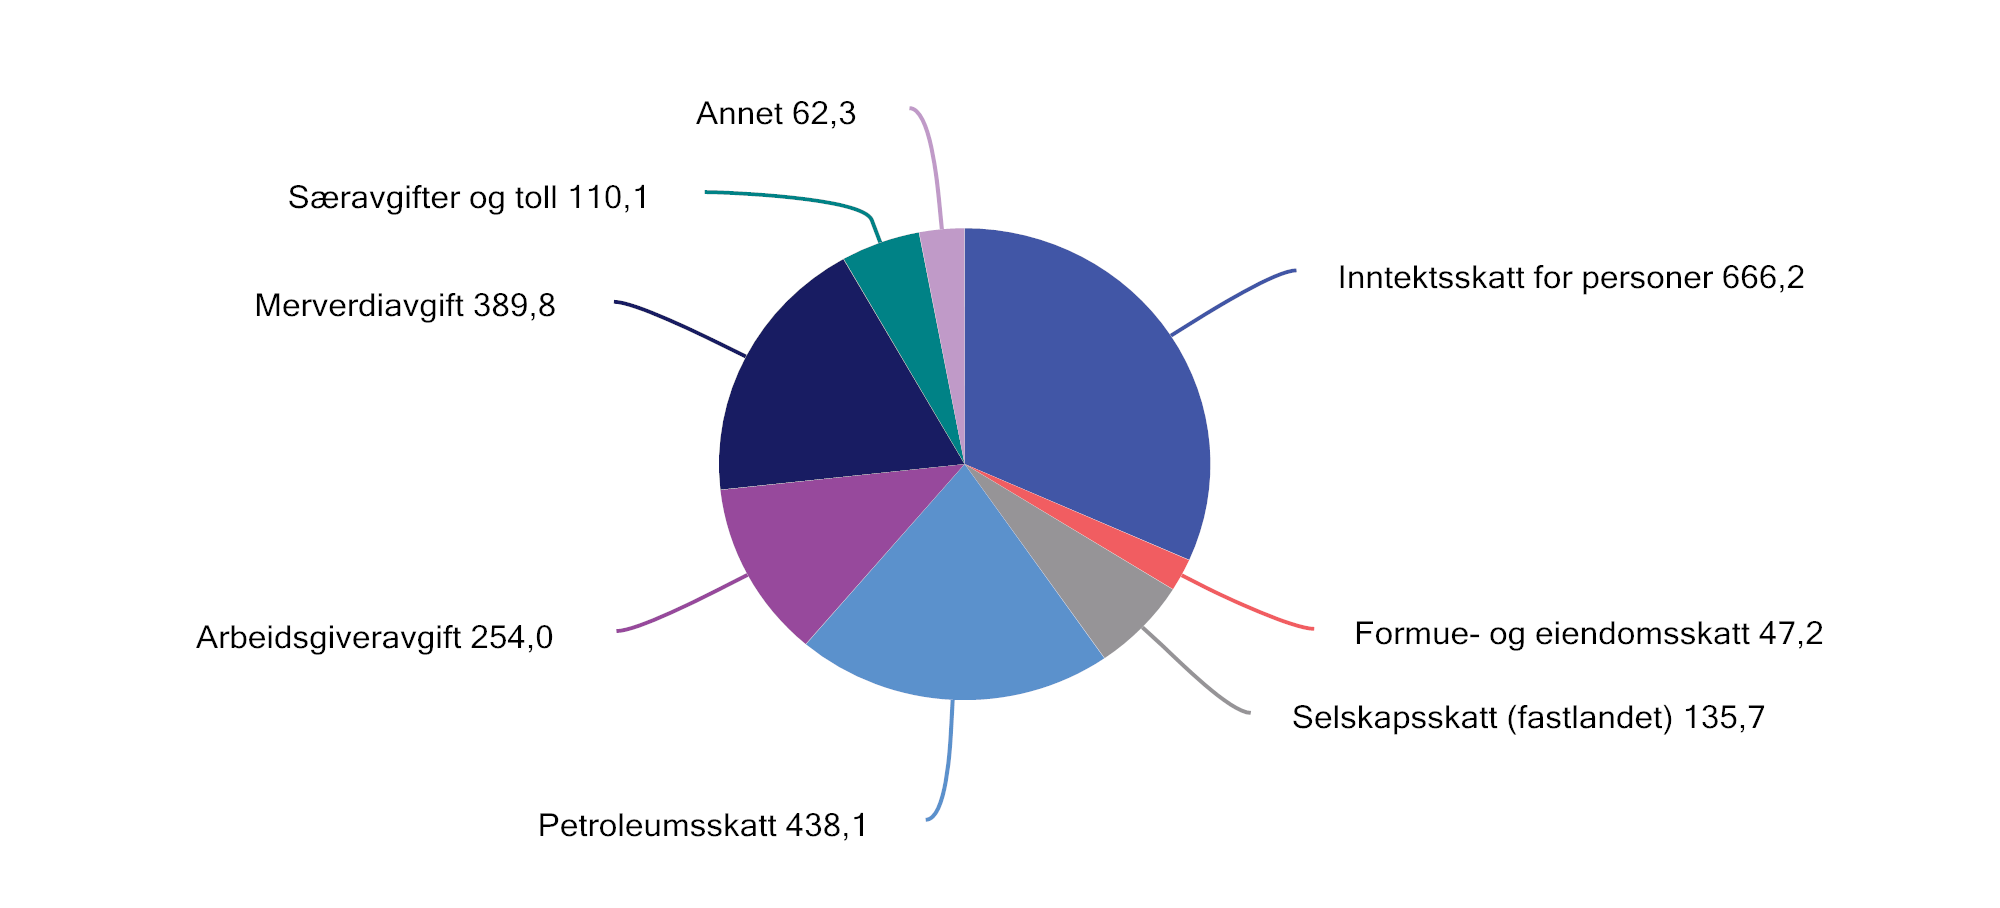 Annet 62,3
Særavgifter og toll 110,1
Inntektsskatt for personer 666,2
Merverdiavgift 389,8
Arbeidsgiveravgift 254,0
Formue- og eiendomsskatt 47,2
Selskapsskatt (fastlandet) 135,7
Petroleumsskatt 438,1